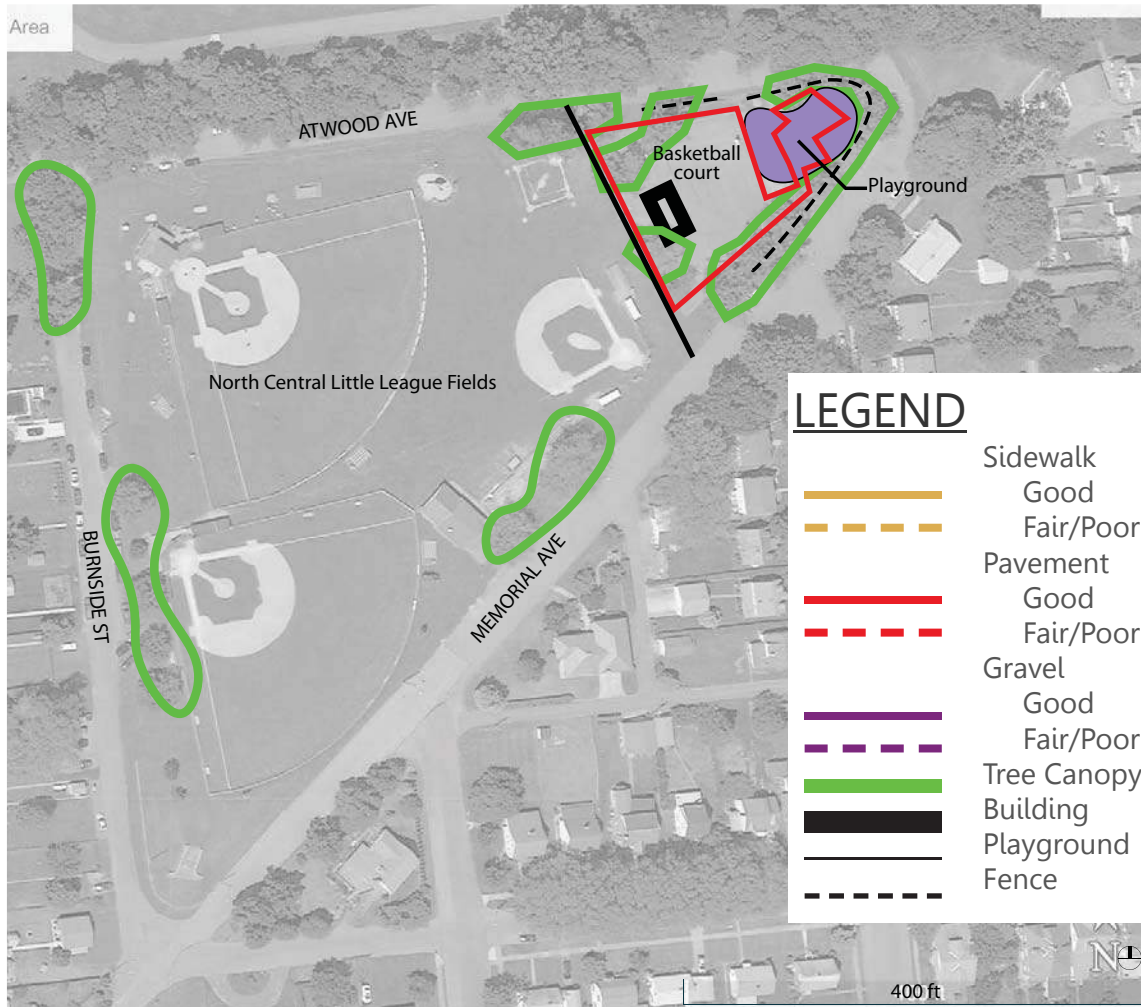 Area
ATWOOD AVE
Basketball
court
Playground
North Central Little League Fields
BURNSIDE ST
MEMORIAL AVE
LEGEND
Sidewalk
Good
Fair/Poor
Pavement
Good
Fair/Poor
Gravel
Good
Fair/Poor
Tree Canopy
Building
Playground
Fence
N
400 ft